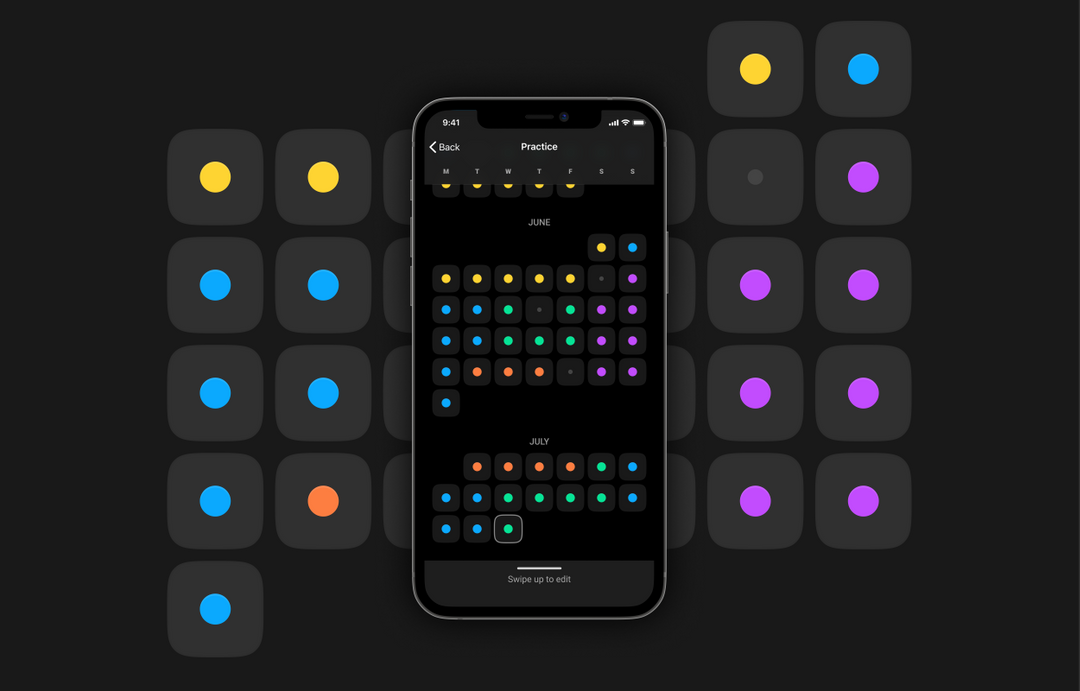 9:41
Back
Practice
M T W T F S S
JUNE
JULY
Swipe up to edit